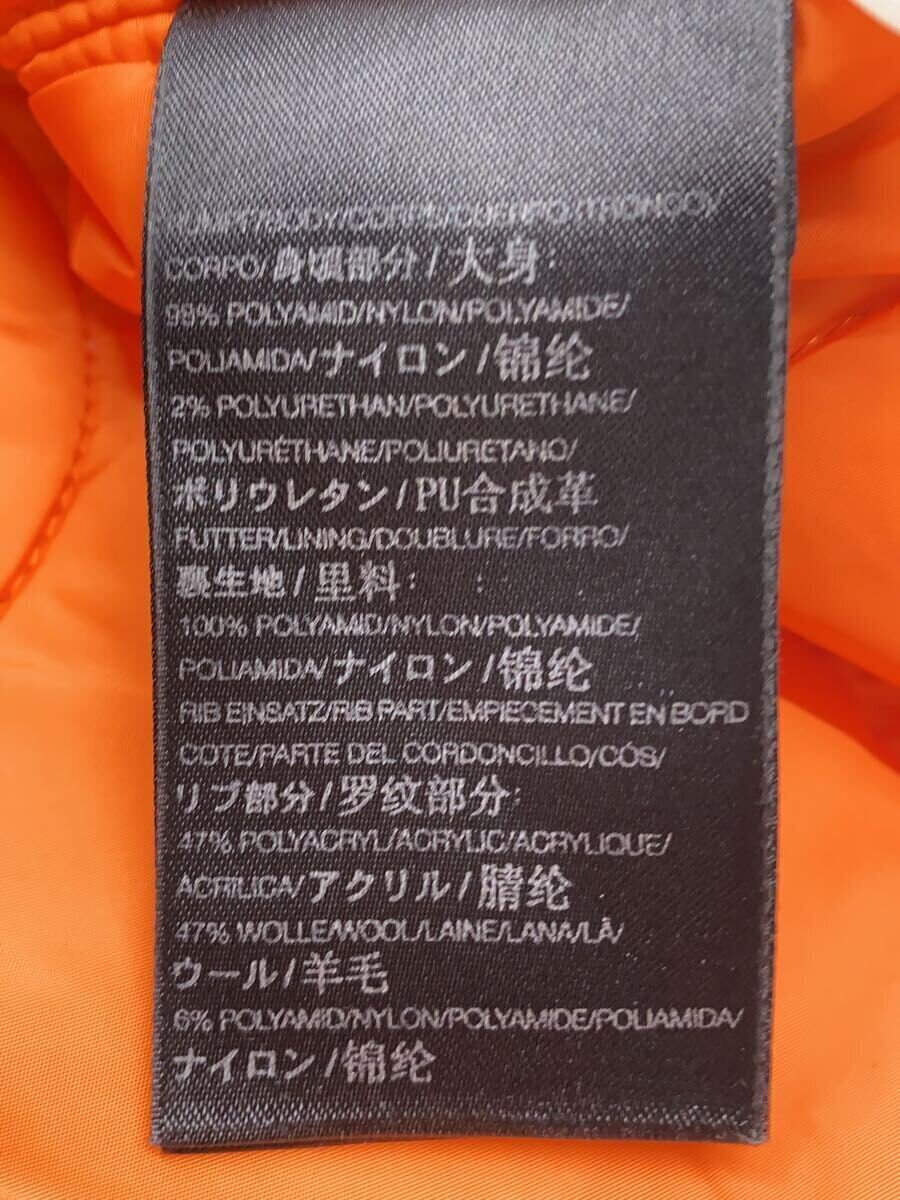 RUMPF/BODY/CORPS/CUERPO/TRONCO/
CORPO/身頃部分/大身:
98% POLYAMID/NYLON/POLYAMIDE/
POLIAMIDA/ナイロン/锦纶
2% POLYURETHAN/POLYURETHANE/
POLYURÉTHANE/POLIURETANO/
ポリウレタン/PU合成革
FUTTER/LINING/DOUBLURE/FORRO/
裏生地/里料:
100% POLYAMID/NYLON/POLYAMIDE/
POLIAMIDA/ナイロン/锦纶
RIB EINSATZ/RIB PART/EMPIECEMENT EN BORD
COTE/PARTE DEL CORDONCILLO/CÓS/
リブ部分/罗纹部分:
47% POLYACRYL/ACRYLIC/ACRYLIQUE/
ACRILICA/アクリル/腈纶
47% WOLLE/WOOL/LAINE/LANA/LÃ/
ウール/羊毛
6% POLYAMID/NYLON/POLYAMIDE/POLIAMIDA/
ナイロン/锦纶